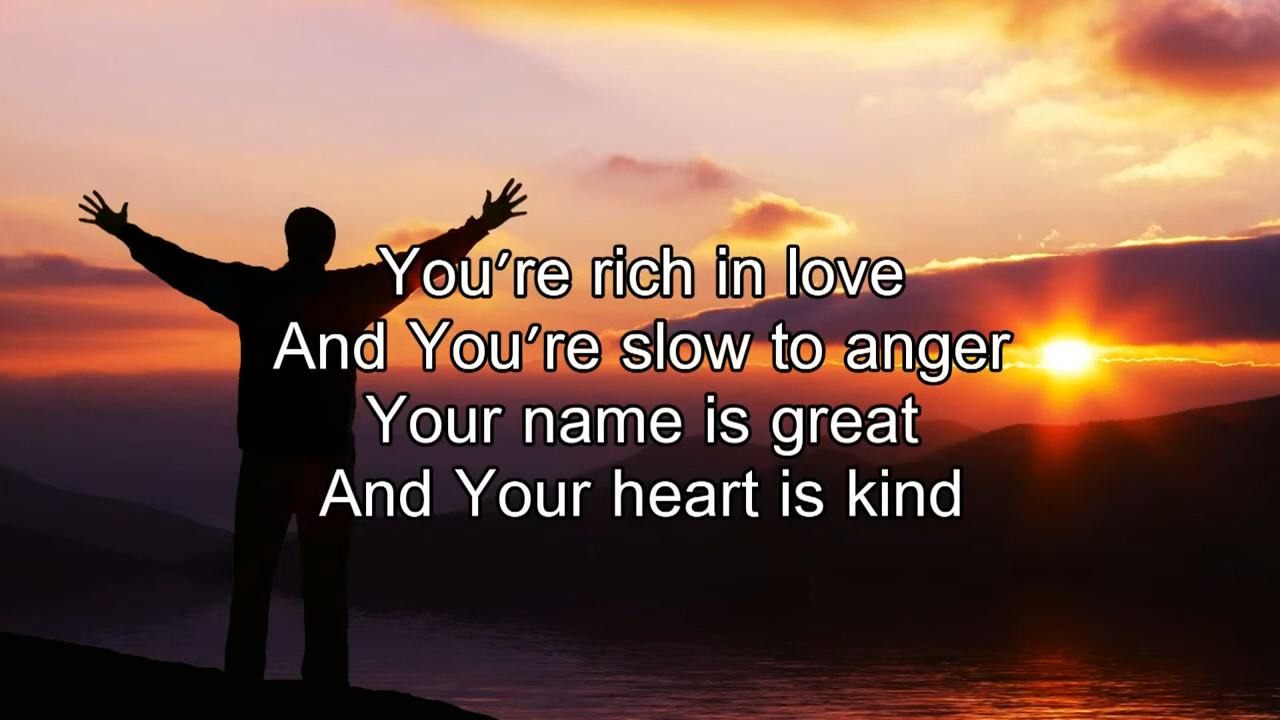 You're rich in love
And You're slow to anger
Your name is great
And Your heart is kind